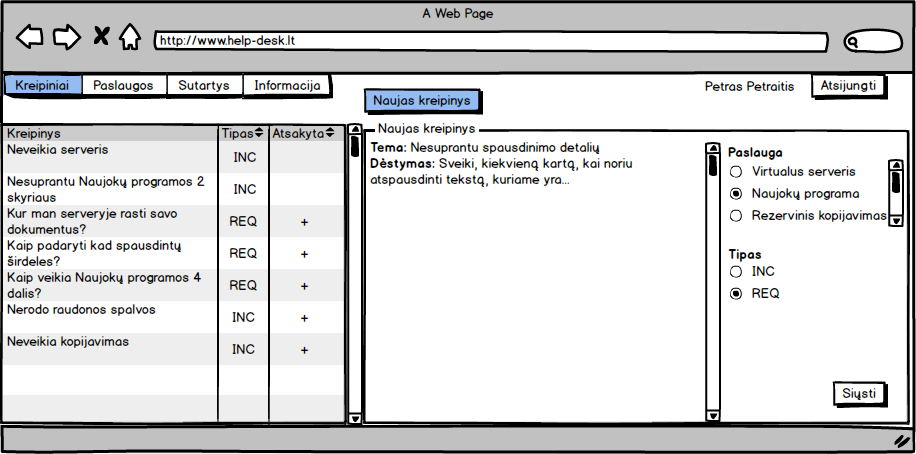 A Web Page
http://www.help-desk.lt
Kreipiniai Paslaugos Sutartys Informacija
Petras Petraitis Atsijungti
Naujas kreipinys
Kreipinys Tipas Atsakyta
Neveikia serveris
INC
Nesuprantu Naujokų programos 2
skyriaus
INC
Kur man serveryje rasti savo
dokumentus?
REQ +
Kaip padaryti kad spausdintų
širdeles?
REQ +
Kaip veikia Naujokų programos 4
dalis?
REQ +
Nerodo raudonos spalvos
INC +
Neveikia kopijavimas
INC +
Naujas kreipinys
Tema: Nesuprantu spausdinimo detalių
Dėstymas: Sveiki, kiekvieną kartą, kai noriu
atspausdinti tekstą, kuriame yra...
Paslauga
Virtualus serveris
Naujokų programa
Rezervinis kopijavimas
Tipas
INC
REQ
Siųsti